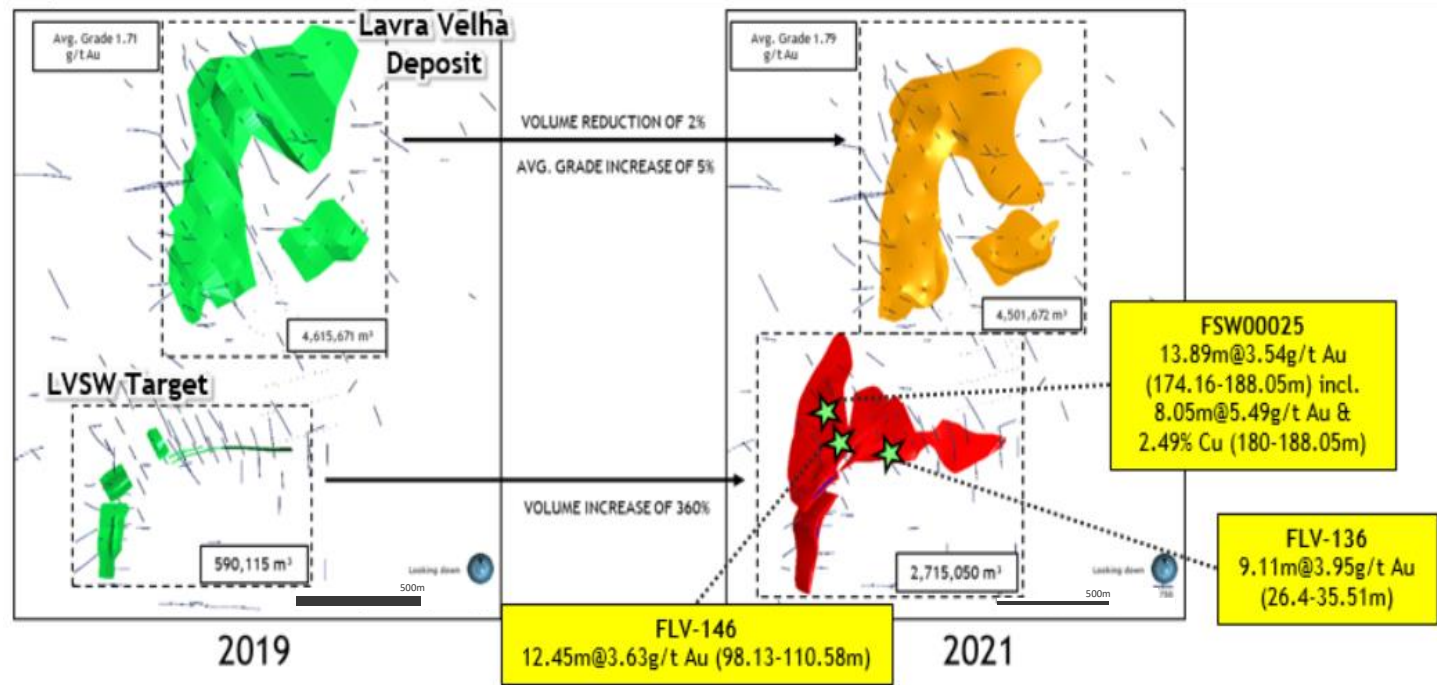 Avg. Grade 1.71
g/t Au
Lavra Velha
Deposit
4,615,671 m³
LVSW Target
590,115 m³
Looking down
500m
2019
VOLUME REDUCTION OF 2%
AVG. GRADE INCREASE OF 5%
VOLUME INCREASE OF 360%
Avg. Grade 1.79
g/t Au
4,501,672 m³
2,715,050 m³
Looking down
750
500m
2021
FSW00025
13.89m@3.54g/t Au
(174.16-188.05m) incl.
8.05m@5.49g/t Au &
2.49% Cu (180-188.05m)
FLV-136
9.11m@3.95g/t Au
(26.4-35.51m)
FLV-146
12.45m@3.63g/t Au (98.13-110.58m)